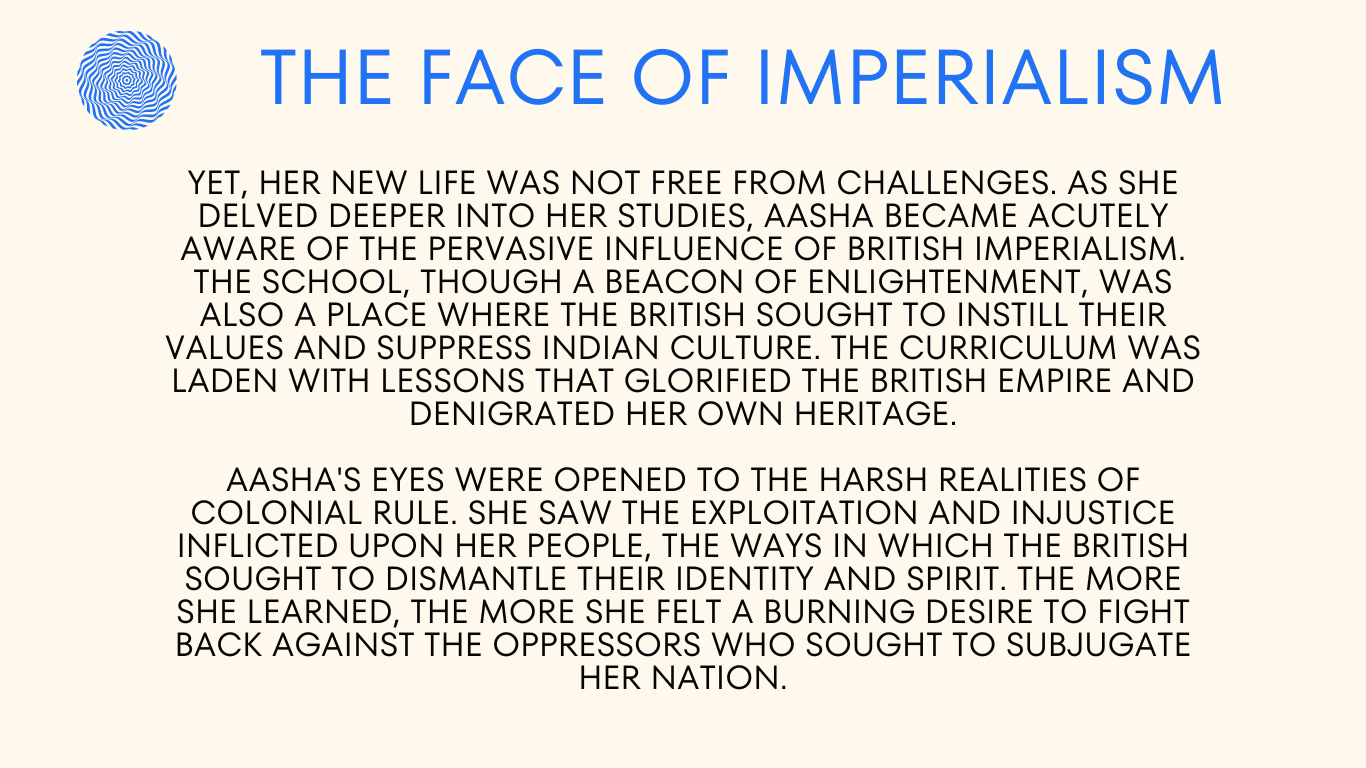 THE FACE OF IMPERIALISM
YET, HER NEW LIFE WAS NOT FREE FROM CHALLENGES. AS SHE
DELVED DEEPER INTO HER STUDIES, AASHA BECAME ACUTELY
AWARE OF THE PERVASIVE INFLUENCE OF BRITISH IMPERIALISM.
THE SCHOOL, THOUGH A BEACON OF ENLIGHTENMENT, WAS
ALSO A PLACE WHERE THE BRITISH SOUGHT TO INSTILL THEIR
VALUES AND SUPPRESS INDIAN CULTURE. THE CURRICULUM WAS
LADEN WITH LESSONS THAT GLORIFIED THE BRITISH EMPIRE AND
DENIGRATED HER OWN HERITAGE.
AASHA'S EYES WERE OPENED TO THE HARSH REALITIES OF
COLONIAL RULE. SHE SAW THE EXPLOITATION AND INJUSTICE
INFLICTED UPON HER PEOPLE, THE WAYS IN WHICH THE BRITISH
SOUGHT TO DISMANTLE THEIR IDENTITY AND SPIRIT. THE MORE
SHE LEARNED, THE MORE SHE FELT A BURNING DESIRE TO FIGHT
BACK AGAINST THE OPPRESSORS WHO SOUGHT TO SUBJUGATE
HER NATION.